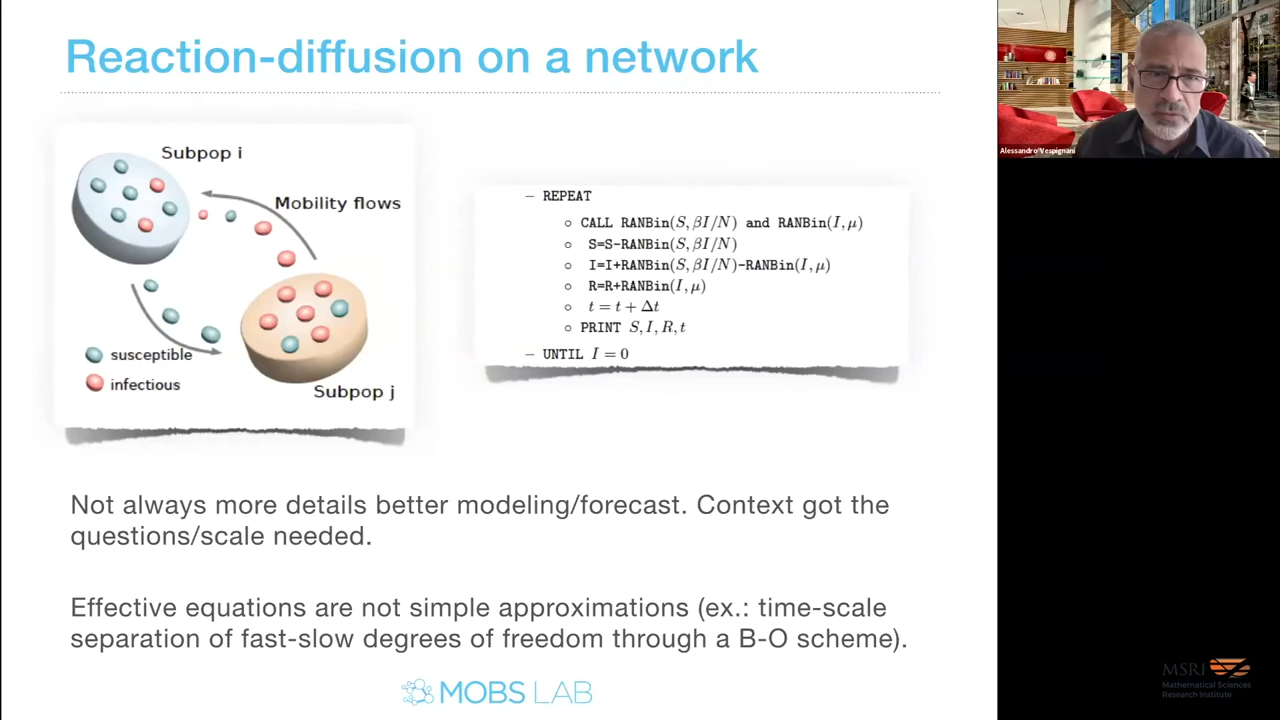 Reaction-diffusion on a network
Subpop i
Mobility flows
susceptible
infectious
Subpop j
– REPEAT
∘ CALL RANBin(S, βI/N) and RANBin(I, μ)
∘ S=S-RANBin(S, βI/N)
∘ I=I+RANBin(S, βI/N)-RANBin(I, μ)
∘ R=R+RANBin(I, μ)
∘ t = t + Δt
∘ PRINT S, I, R, t
– UNTIL I = 0
Not always more details better modeling/forecast. Context got the
questions/scale needed.
Effective equations are not simple approximations (ex.: time-scale
separation of fast-slow degrees of freedom through a B-O scheme).
MOBS LAB
Alessandro Vespignani
N
MSRI
Mathematical Sciences
Research Institute